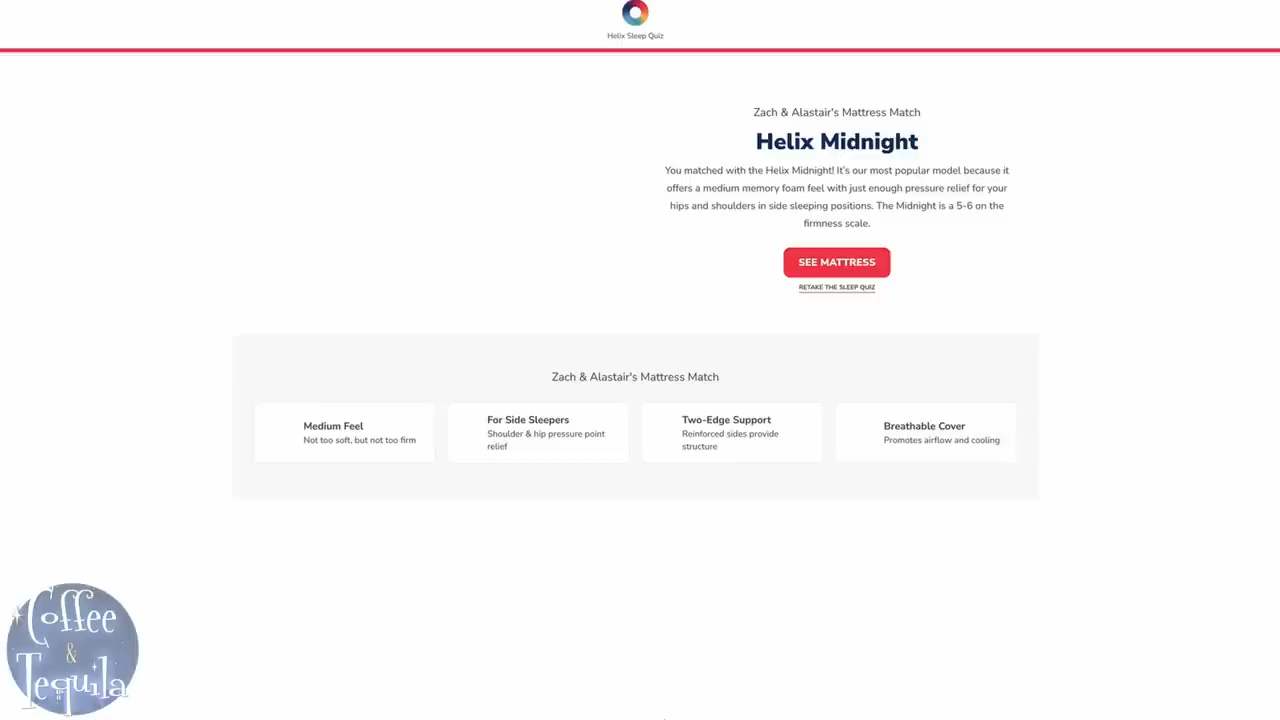 Helix Sleep Quiz
Zach & Alastair's Mattress Match
Helix Midnight
You matched with the Helix Midnight! It's our most popular model because it
offers a medium memory foam feel with just enough pressure relief for your
hips and shoulders in side sleeping positions. The Midnight is a 5-6 on the
firmness scale.
SEE MATTRESS
RETAKE THE SLEEP QUIZ
Zach & Alastair's Mattress Match
Medium Feel
Not too soft, but not too firm
For Side Sleepers
Shoulder & hip pressure point
relief
Two-Edge Support
Reinforced sides provide
structure
Breathable Cover
Promotes airflow and cooling
Coffee
&
Tequila